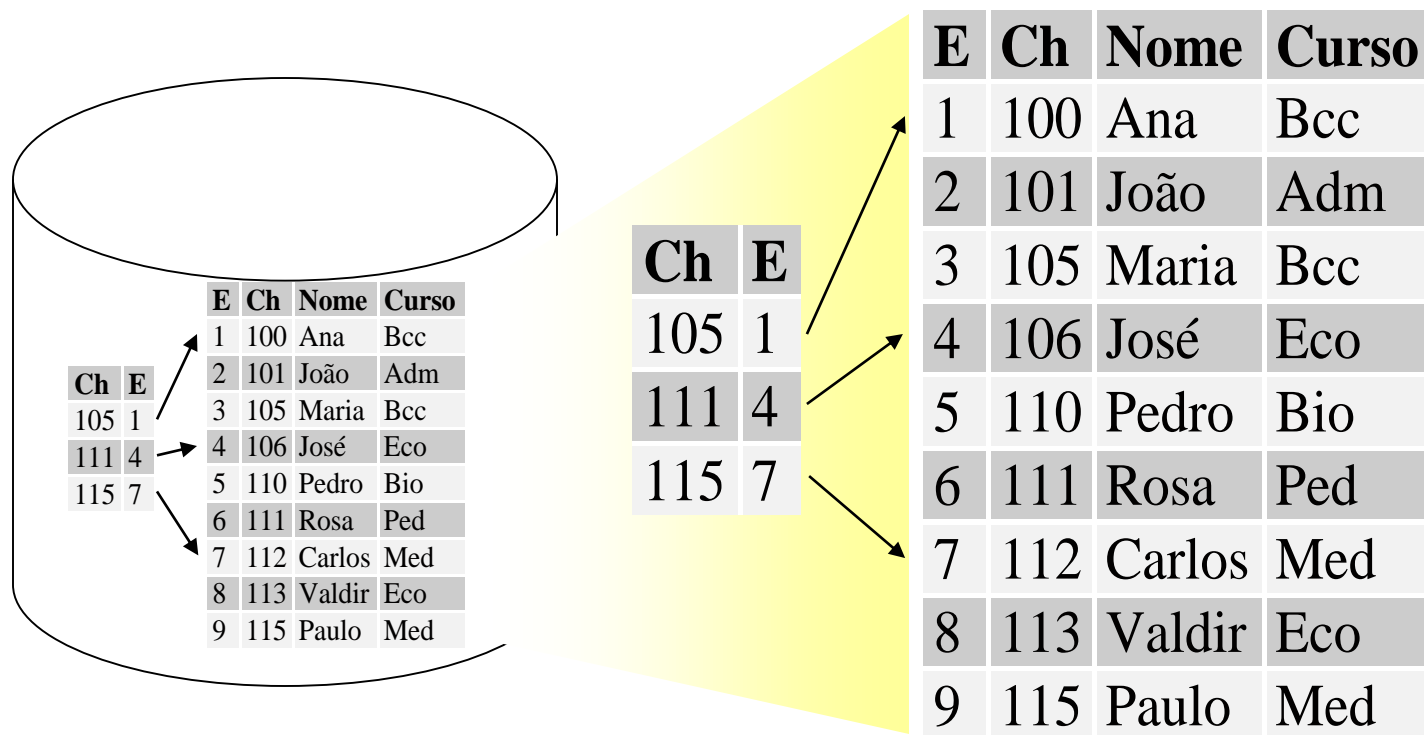 Ch E
105 1
111 4
115 7
E Ch Nome Curso
1 100 Ana Bcc
2 101 João Adm
3 105 Maria Bcc
4 106 José Eco
5 110 Pedro Bio
6 111 Rosa Ped
7 112 Carlos Med
8 113 Valdir Eco
9 115 Paulo Med
Ch E
105 1
111 4
115 7
E Ch Nome Curso
1 100 Ana Bcc
2 101 João Adm
3 105 Maria Bcc
4 106 José Eco
5 110 Pedro Bio
6 111 Rosa Ped
7 112 Carlos Med
8 113 Valdir Eco
9 115 Paulo Med